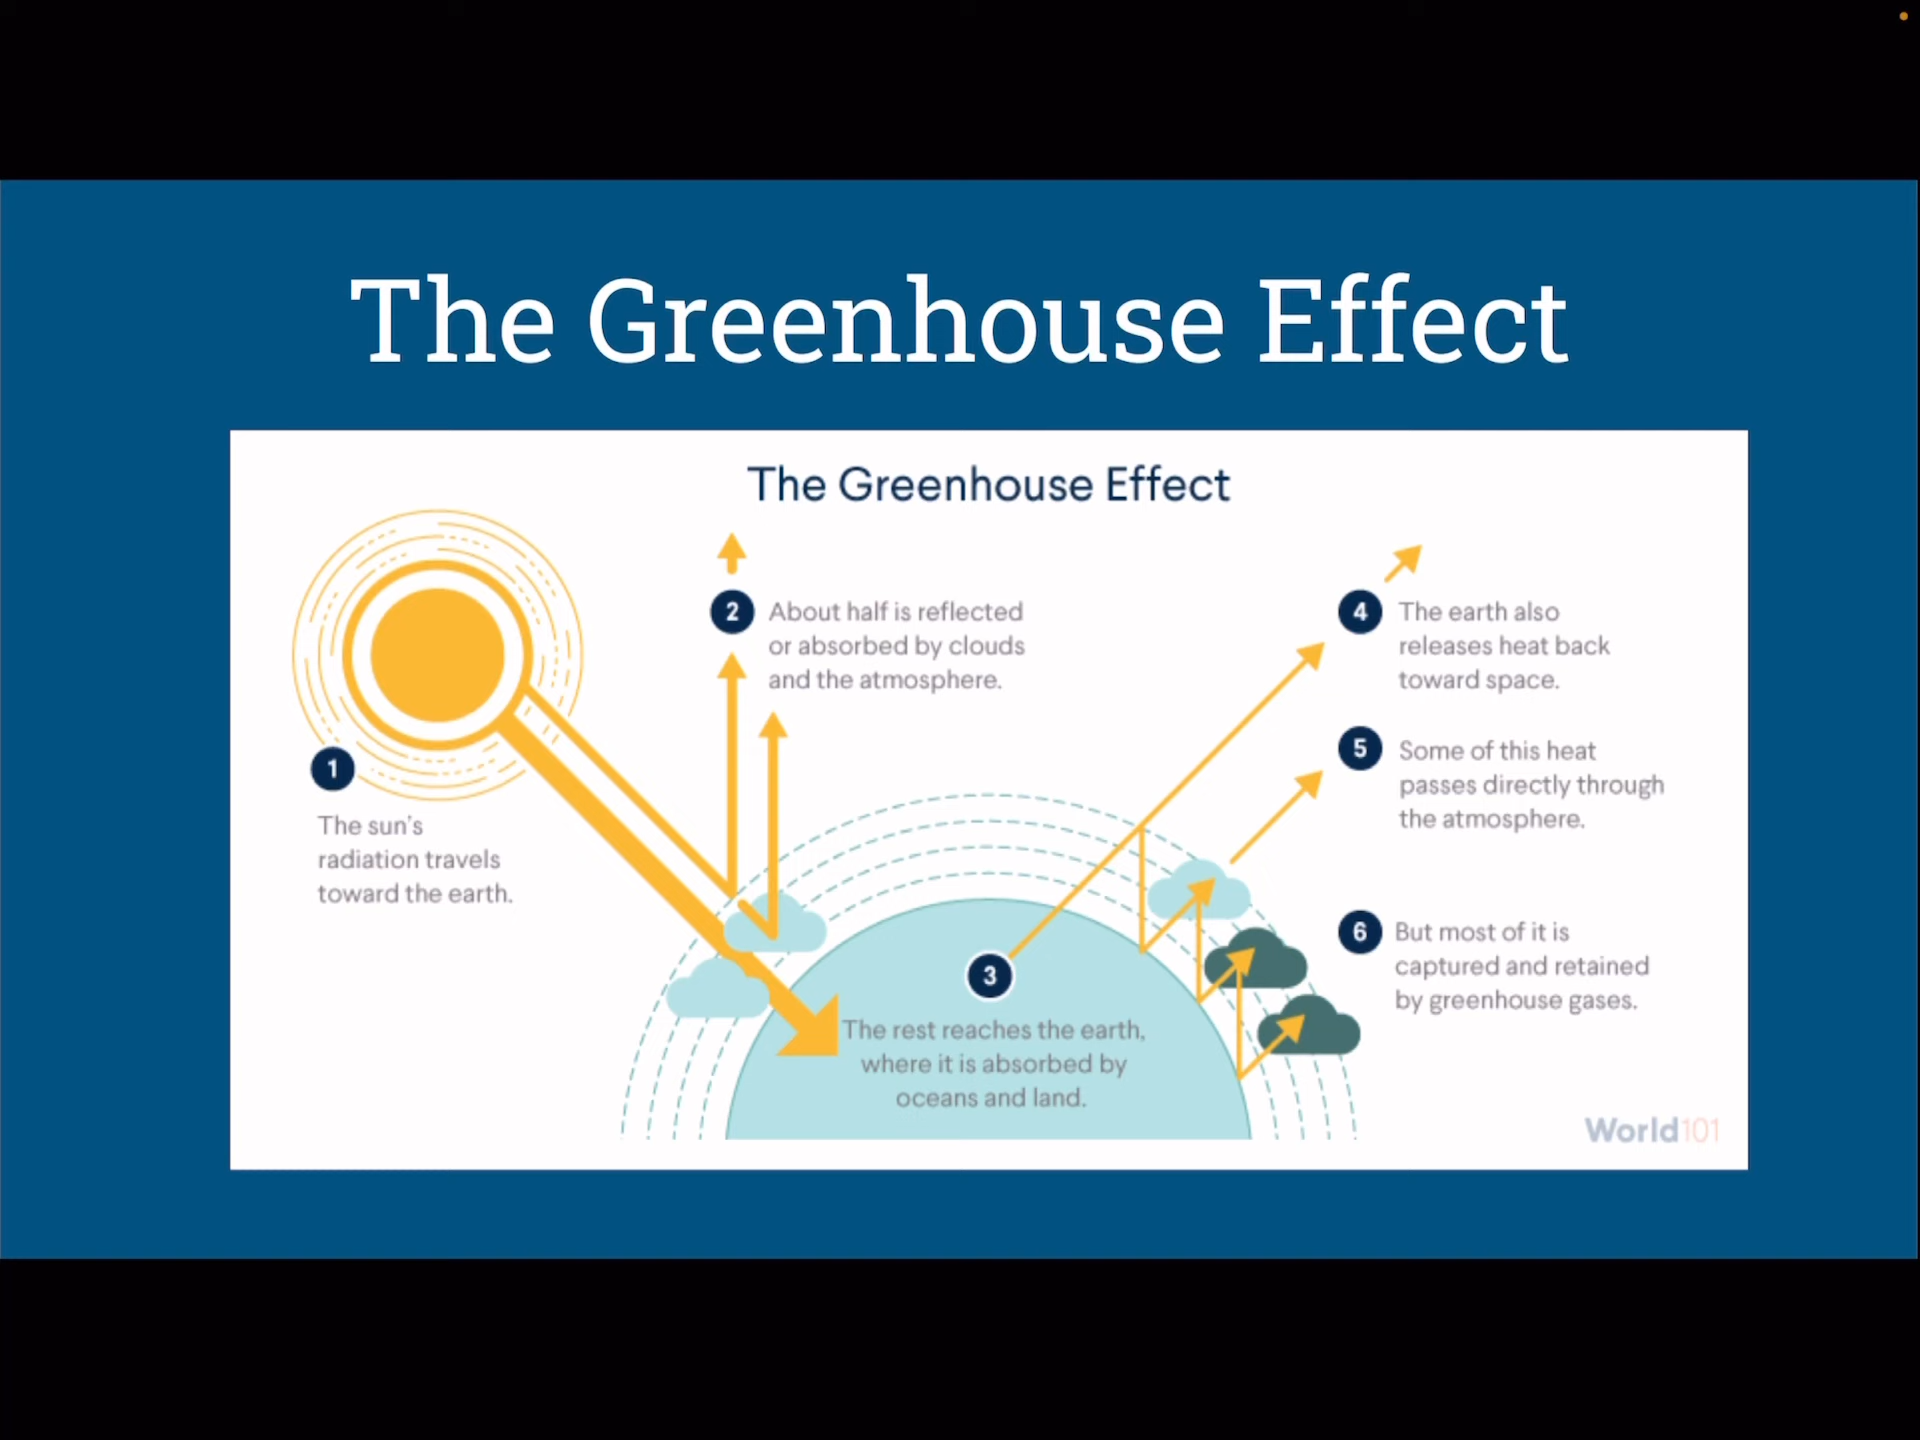 The Greenhouse Effect
The Greenhouse Effect
1
The sun's
radiation travels
toward the earth.
2
About half is reflected
or absorbed by clouds
and the atmosphere.
3
The rest reaches the earth,
where it is absorbed by
oceans and land.
4
The earth also
releases heat back
toward space.
5
Some of this heat
passes directly through
the atmosphere.
6
But most of it is
captured and retained
by greenhouse gases.
World101